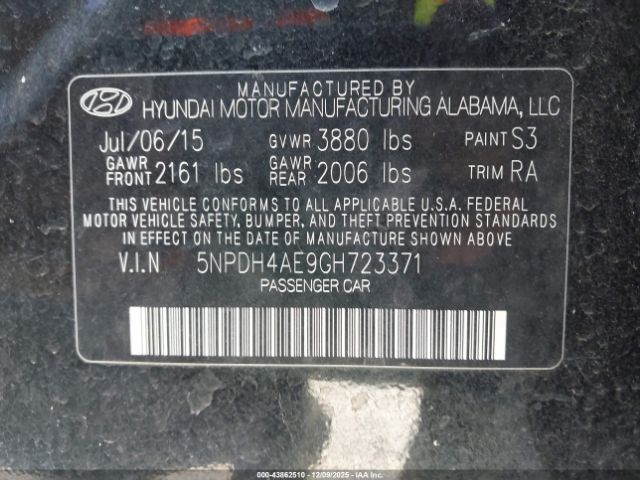 MANUFACTURED BY
HYUNDAI MOTOR MANUFACTURING ALABAMA, LLC
Jul/06/15 GVWR 3880 lbs PAINT S3
GAWR FRONT 2161 lbs GAWR REAR 2006 lbs TRIM RA
THIS VEHICLE CONFORMS TO ALL APPLICABLE U.S.A. FEDERAL
MOTOR VEHICLE SAFETY, BUMPER, AND THEFT PREVENTION STANDARDS
IN EFFECT ON THE DATE OF MANUFACTURE SHOWN ABOVE.
V.I.N 5NPDH4AE9GH723371
PASSENGER CAR
000-43862510 - 12/09/2025 - IAAI.COM